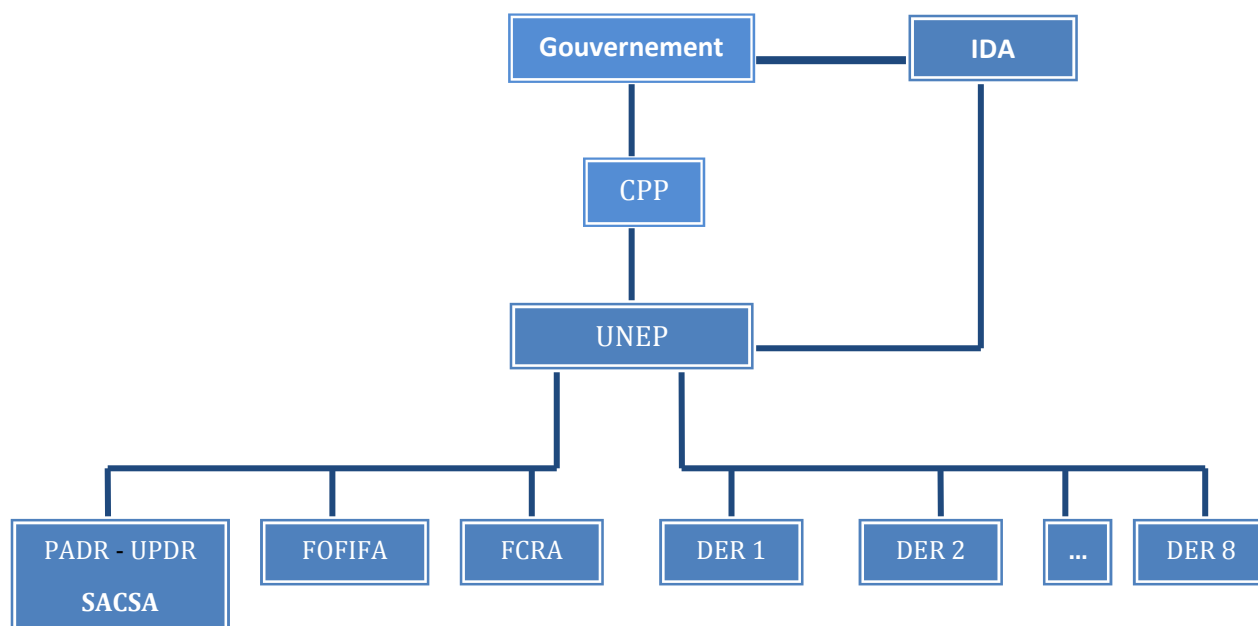 Gouvernement
IDA
CPP
UNEP
PADR - UPDR
SACSA
FOFIFA
FCRA
DER 1
DER 2
...
DER 8